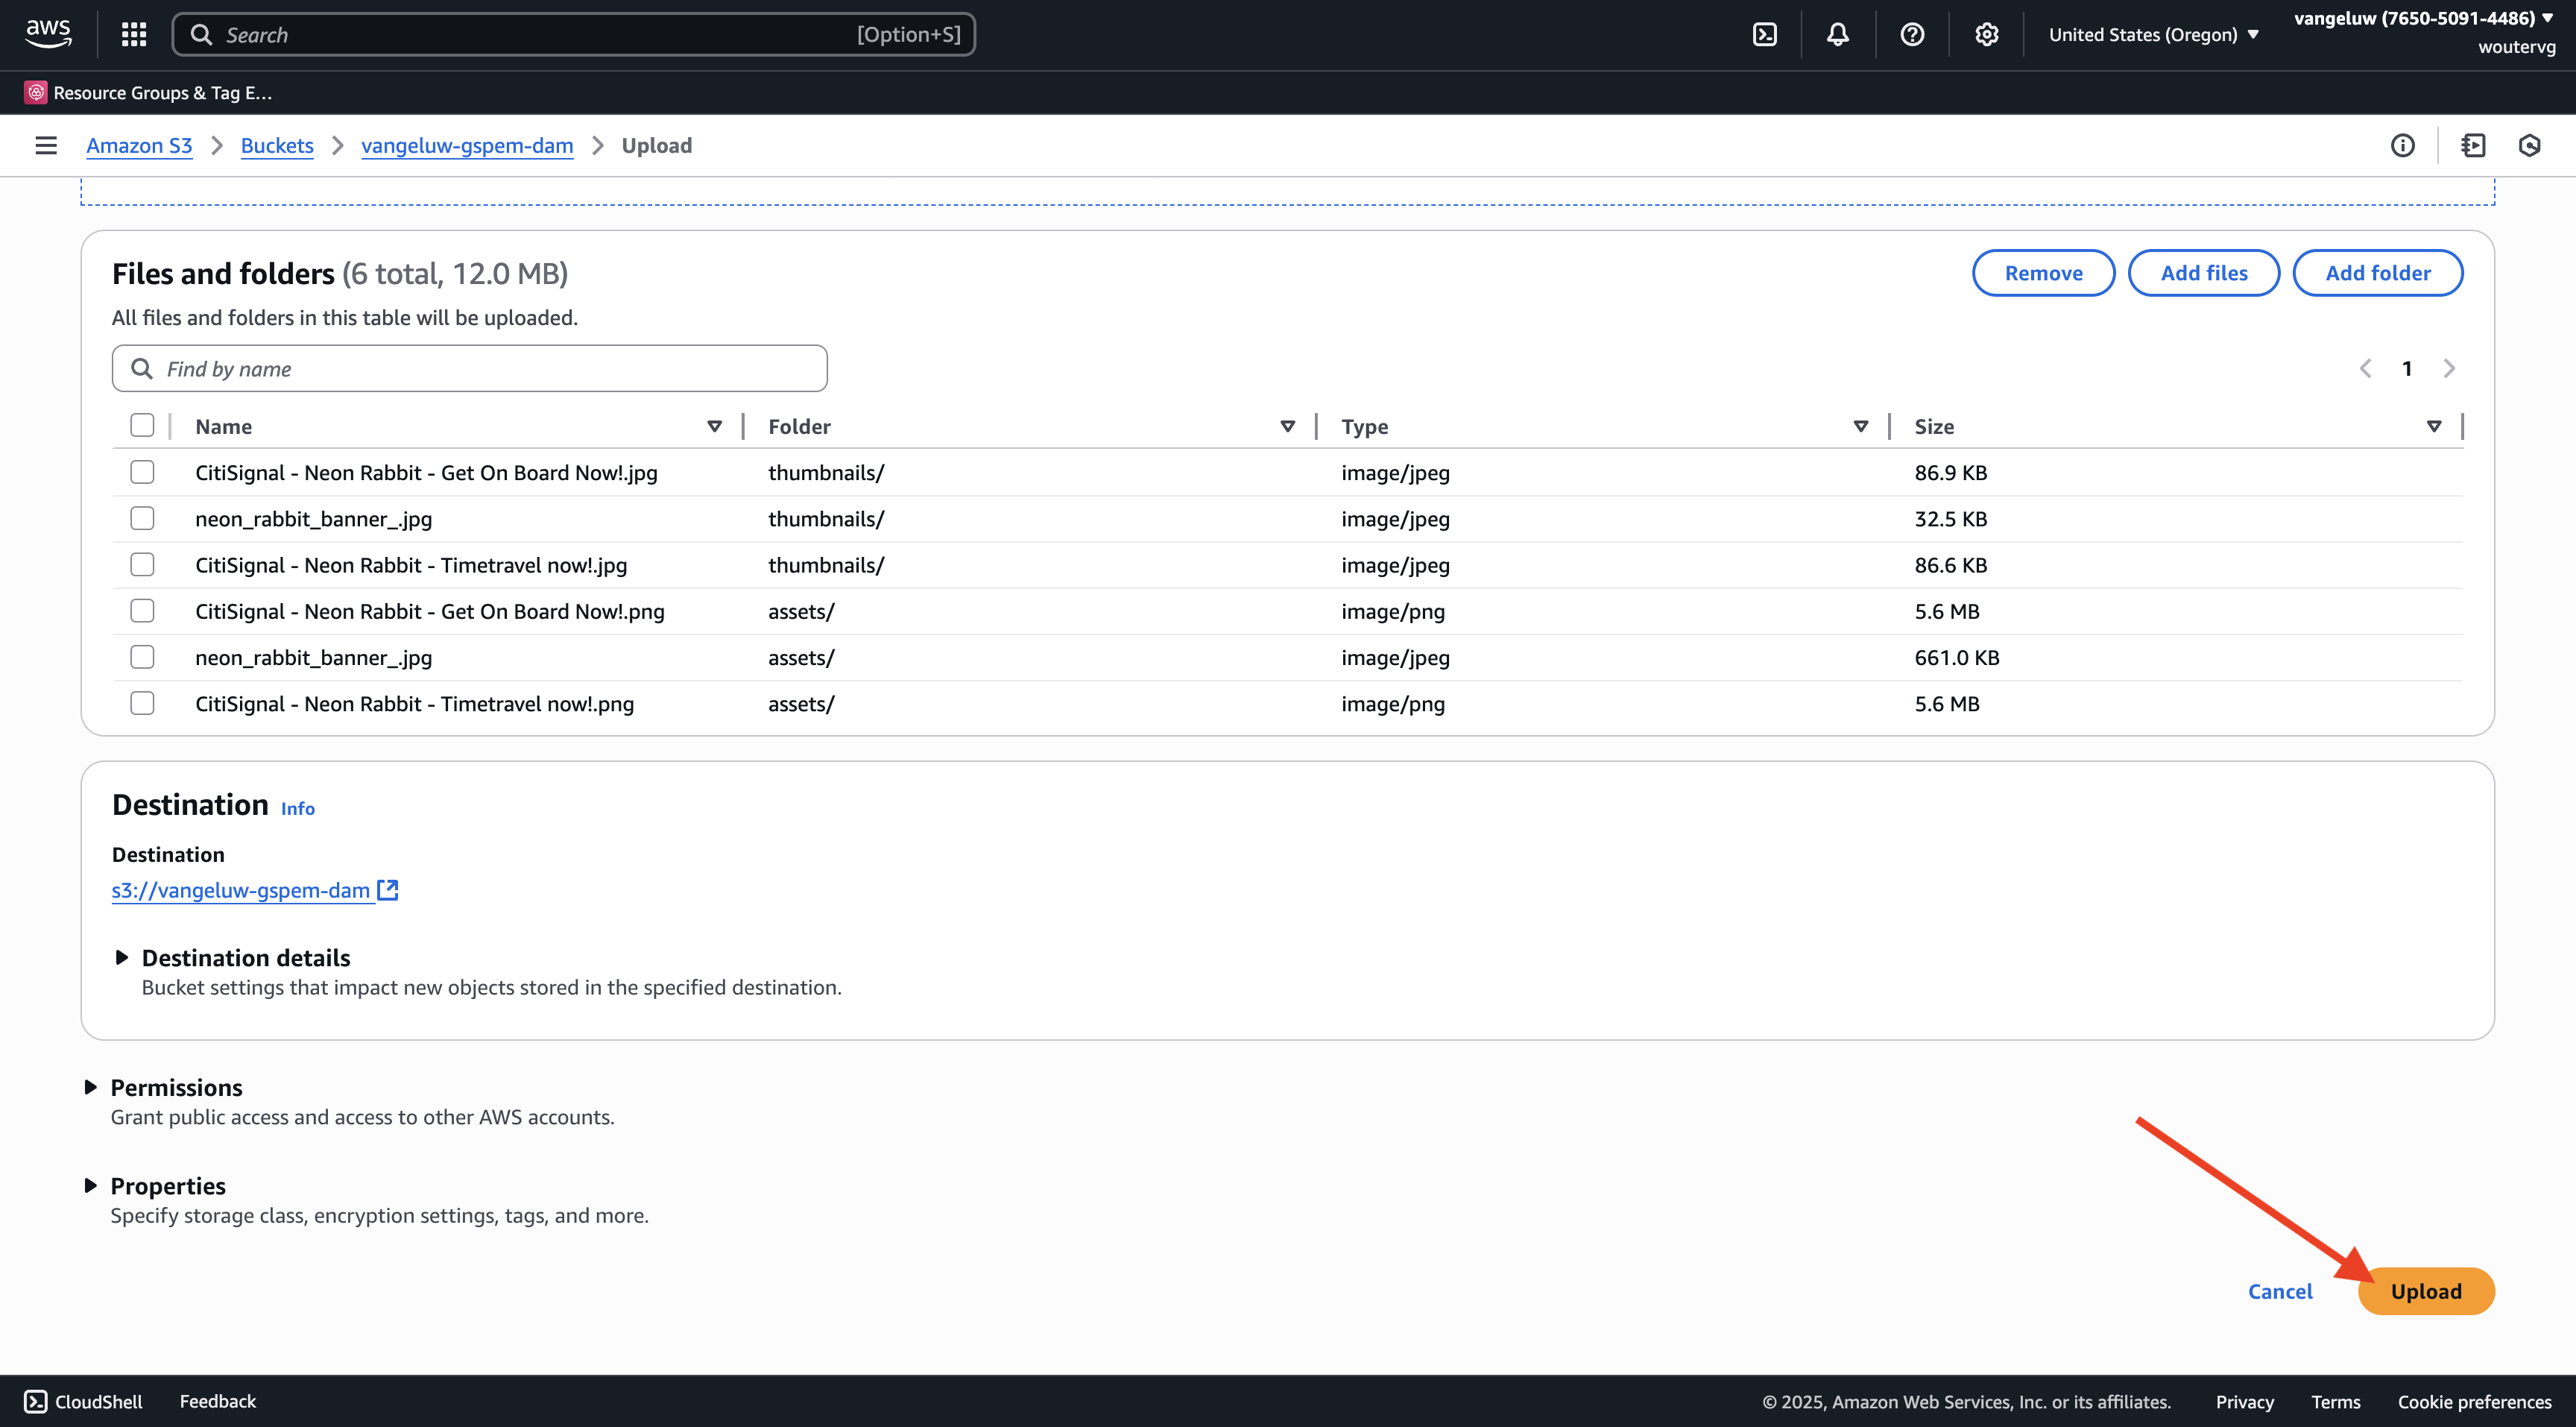 aws
Search [Option+S]
United States (Oregon)
vangeluw (7650-5091-4486)
woutervg
Resource Groups & Tag E...
Amazon S3 Buckets vangeluw-gspem-dam Upload
Files and folders (6 total, 12.0 MB)
Remove Add files Add folder
All files and folders in this table will be uploaded.
Find by name
1
Name Folder Type Size
CitiSignal - Neon Rabbit - Get On Board Now!.jpg thumbnails/ image/jpeg 86.9 KB
neon_rabbit_banner_.jpg thumbnails/ image/jpeg 32.5 KB
CitiSignal - Neon Rabbit - Timetravel now!.jpg thumbnails/ image/jpeg 86.6 KB
CitiSignal - Neon Rabbit - Get On Board Now!.png assets/ image/png 5.6 MB
neon_rabbit_banner_.jpg assets/ image/jpeg 661.0 KB
CitiSignal - Neon Rabbit - Timetravel now!.png assets/ image/png 5.6 MB
Destination Info
Destination
s3://vangeluw-gspem-dam
Destination details
Bucket settings that impact new objects stored in the specified destination.
Permissions
Grant public access and access to other AWS accounts.
Properties
Specify storage class, encryption settings, tags, and more.
Cancel Upload
CloudShell Feedback
© 2025, Amazon Web Services, Inc. or its affiliates. Privacy Terms Cookie preferences